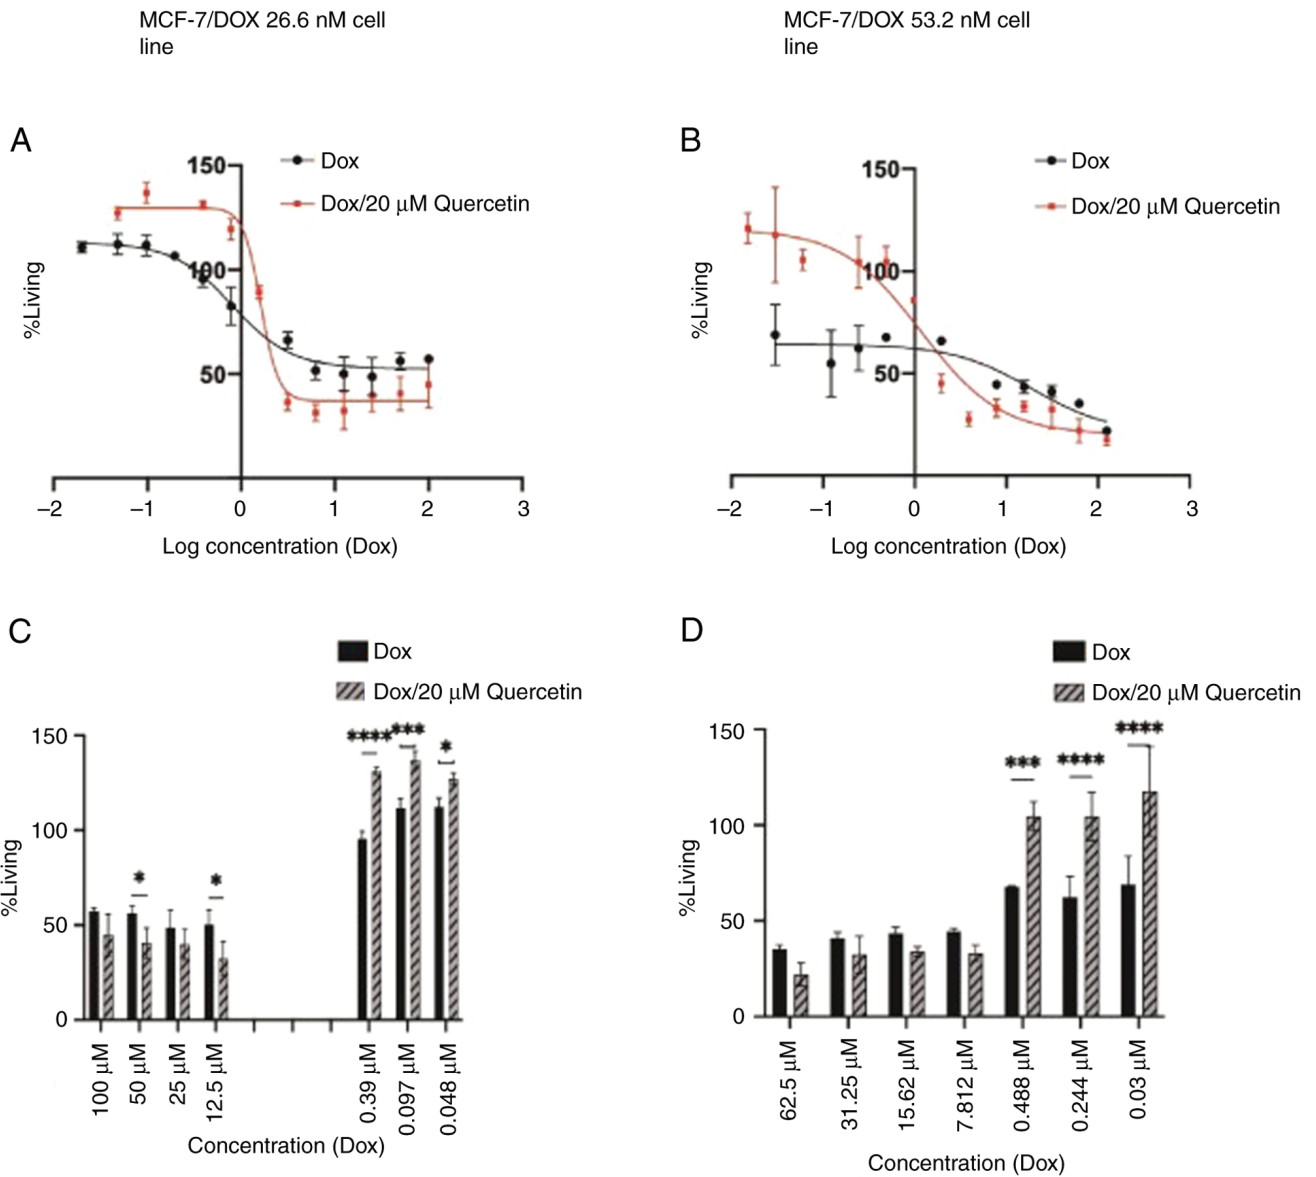 MCF-7/DOX 26.6 nM cell
line
MCF-7/DOX 53.2 nM cell
line
A
150
100
50
%Living
Dox
Dox/20 μM Quercetin
–2 –1 0 1 2 3
Log concentration (Dox)
B
150
100
50
%Living
Dox
Dox/20 μM Quercetin
–2 –1 0 1 2 3
Log concentration (Dox)
C
Dox
Dox/20 μM Quercetin
150
100
50
0
%Living
**** *** *
* *
100 μM
50 μM
25 μM
12.5 μM
0.39 μM
0.097 μM
0.048 μM
Concentration (Dox)
D
Dox
Dox/20 μM Quercetin
150
100
50
0
%Living
*** **** ****
62.5 μM
31.25 μM
15.62 μM
7.812 μM
0.488 μM
0.244 μM
0.03 μM
Concentration (Dox)